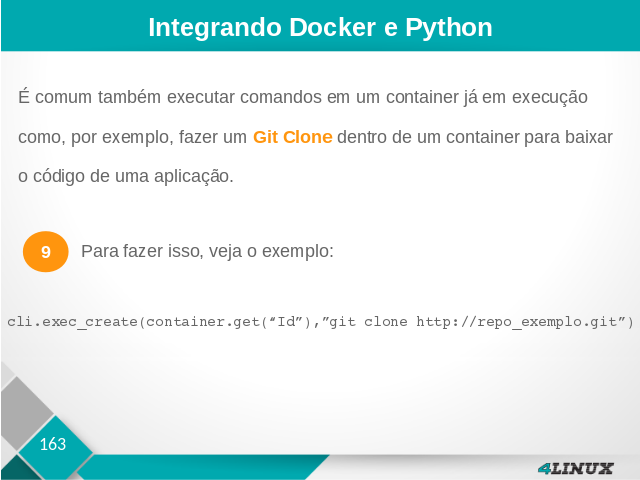 Integrando Docker e Python
É comum também executar comandos em um container já em execução
como, por exemplo, fazer um Git Clone dentro de um container para baixar
o código de uma aplicação.
9 Para fazer isso, veja o exemplo:
cli.exec_create(container.get(“Id”),”git clone http://repo_exemplo.git”)
163
4LINUX